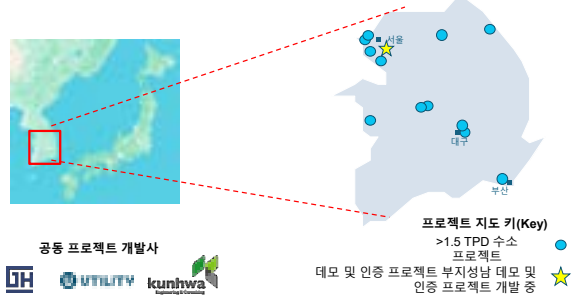 서울
대구
부산
프로젝트 지도 키(Key)
>1.5 TPD 수소
프로젝트
데모 및 인증 프로젝트 부지성남 데모 및
인증 프로젝트 개발 중
공동 프로젝트 개발사
UTILITY
kunhwa
Engineering & Consulting